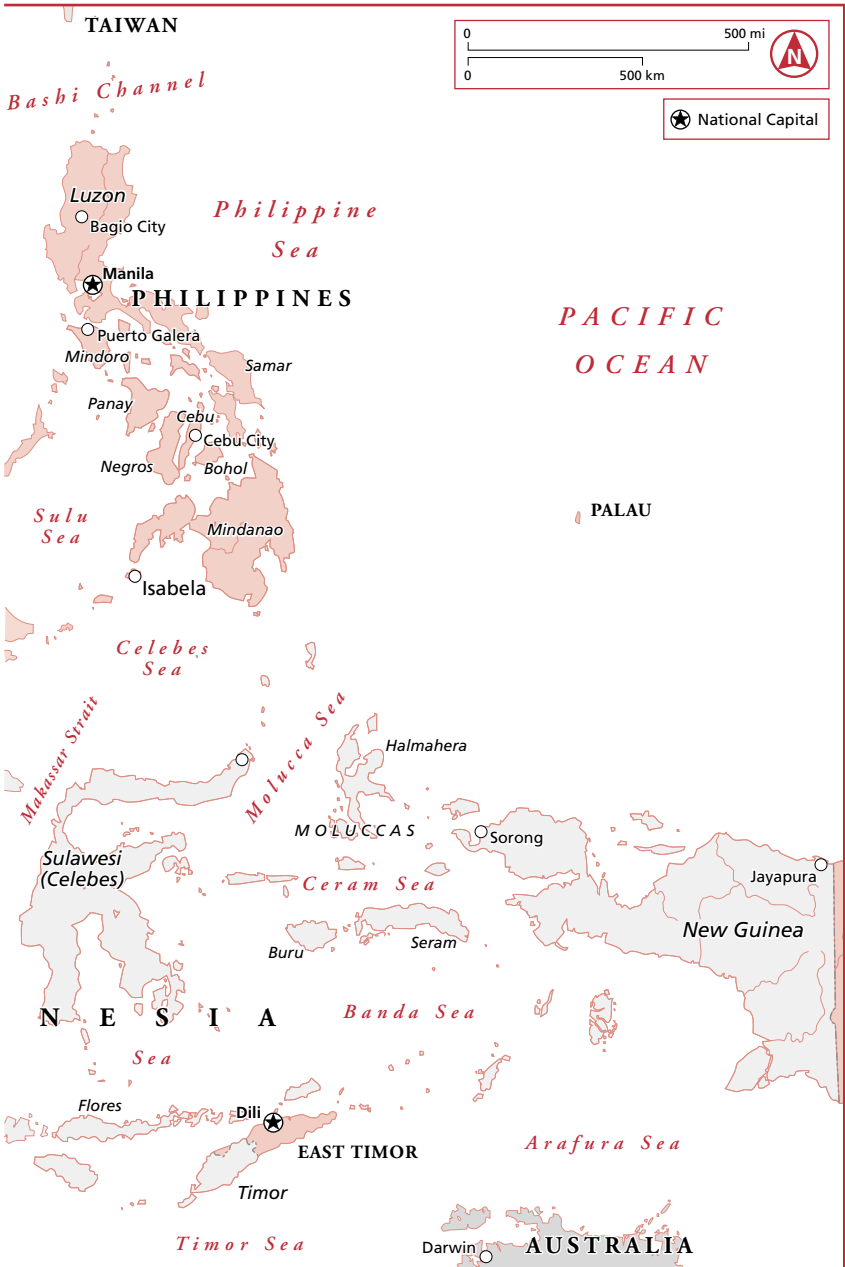 TAIWAN
0 500 mi
0 500 km
N
National Capital
Bashi Channel
Luzon
Bagio City
Philippine
Sea
Manila
PHILIPPINES
Puerto Galera
Mindoro
PACIFIC
OCEAN
Samar
Panay
Cebu
Cebu City
Negros
Bohol
Sulu
Sea
Mindanao
PALAU
Isabela
Celebes
Sea
Makassar Strait
Molucca Sea
Halmahera
MOLUCCAS
Sorong
Sulawesi
(Celebes)
Ceram Sea
Jayapura
New Guinea
Buru
Seram
NESIA
Banda Sea
Sea
Flores
Dili
EAST TIMOR
Arafura Sea
Timor
Timor Sea
Darwin
AUSTRALIA